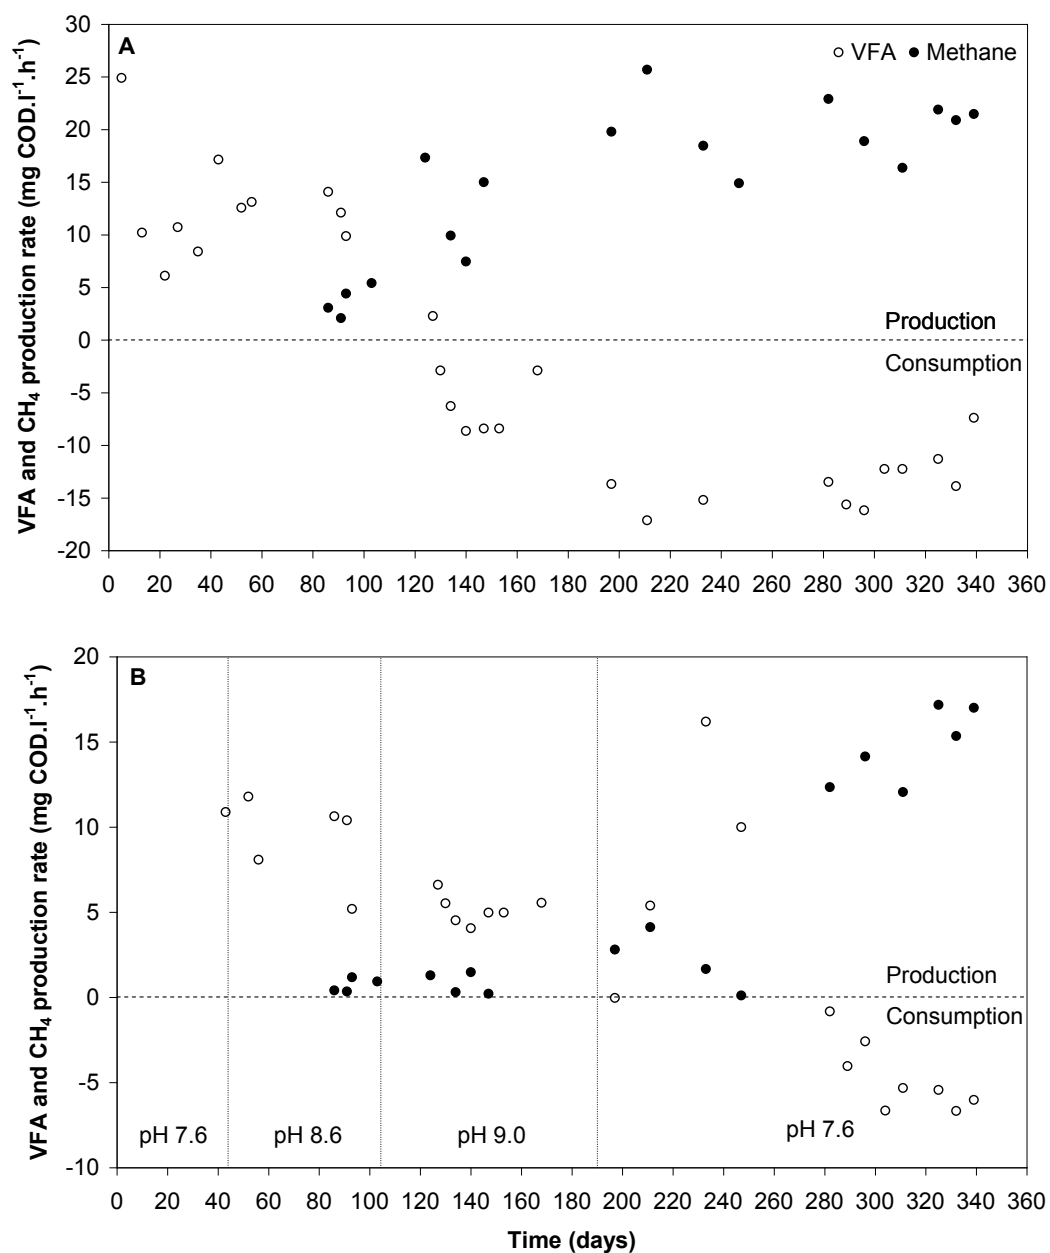 A
VFA Methane
VFA and CH₄ production rate (mg COD.l⁻¹.h⁻¹)
30
25
20
15
10
5
0
-5
-10
-15
-20
Production
Consumption
0 20 40 60 80 100 120 140 160 180 200 220 240 260 280 300 320 340 360
B
VFA and CH₄ production rate (mg COD.l⁻¹.h⁻¹)
20
15
10
5
0
-5
-10
Production
Consumption
pH 7.6 pH 8.6 pH 9.0 pH 7.6
0 20 40 60 80 100 120 140 160 180 200 220 240 260 280 300 320 340 360
Time (days)